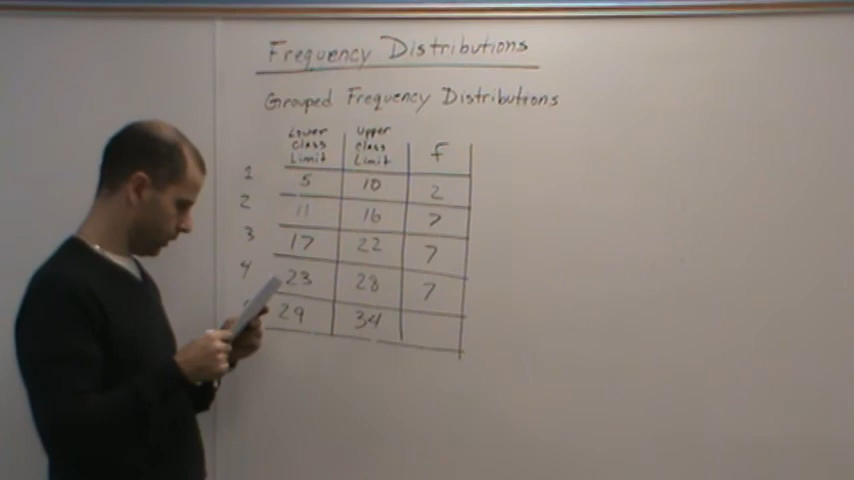 Frequency Distributions
Grouped Frequency Distributions
Lower Class Limit Upper Class Limit f
1 5 10 2
2 11 16 7
3 17 22 7
4 23 28 7
29 34